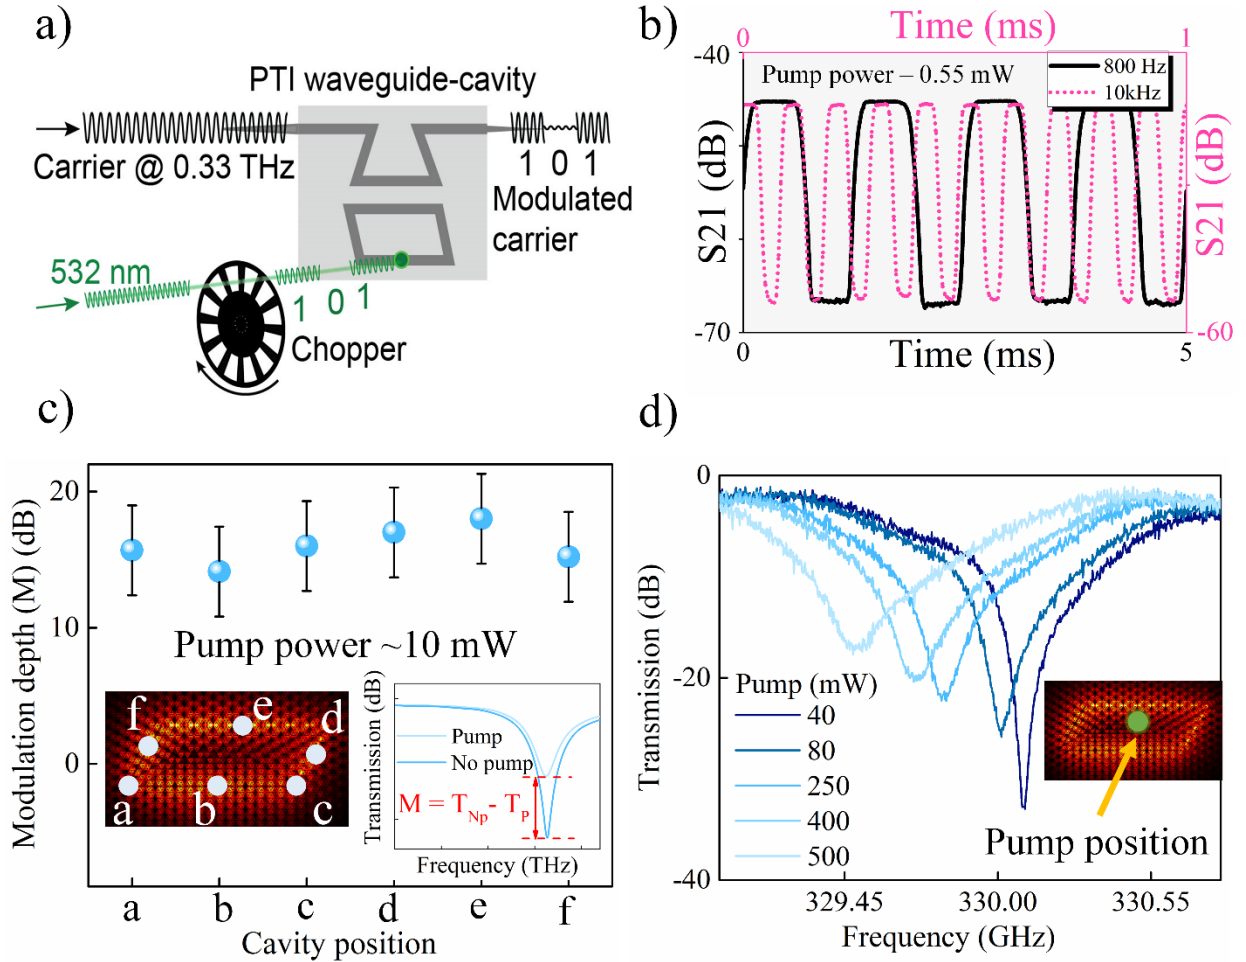 a)
PTI waveguide-cavity
Carrier @ 0.33 THz
1 0 1
Modulated
carrier
532 nm
1 0 1
Chopper
b)
Time (ms)
0
1
-40
Pump power – 0.55 mW
800 Hz
10kHz
S21 (dB)
S21 (dB)
-70
-60
0
5
Time (ms)
c)
Modulation depth (M) (dB)
20
10
0
Pump power ~10 mW
f
e
d
a
b
c
Transmission (dB)
Pump
No pump
M = T_Np - T_P
Frequency (THz)
a
b
c
d
e
f
Cavity position
d)
Transmission (dB)
0
-20
-40
Pump (mW)
40
80
250
400
500
Pump position
329.45
330.00
330.55
Frequency (GHz)